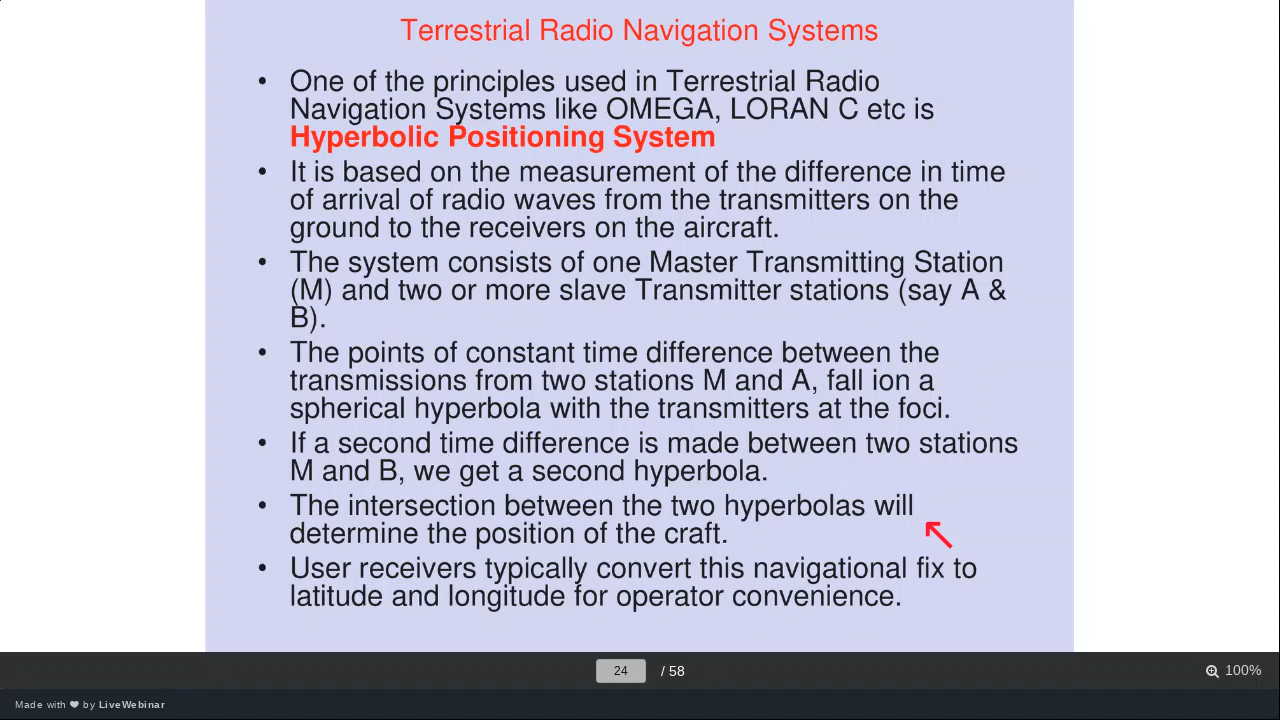 Terrestrial Radio Navigation Systems
• One of the principles used in Terrestrial Radio
Navigation Systems like OMEGA, LORAN C etc is
Hyperbolic Positioning System
• It is based on the measurement of the difference in time
of arrival of radio waves from the transmitters on the
ground to the receivers on the aircraft.
• The system consists of one Master Transmitting Station
(M) and two or more slave Transmitter stations (say A &
B).
• The points of constant time difference between the
transmissions from two stations M and A, fall ion a
spherical hyperbola with the transmitters at the foci.
• If a second time difference is made between two stations
M and B, we get a second hyperbola.
• The intersection between the two hyperbolas will
determine the position of the craft.
• User receivers typically convert this navigational fix to
latitude and longitude for operator convenience.
24 / 58
100%
Made with ❤ by LiveWebinar